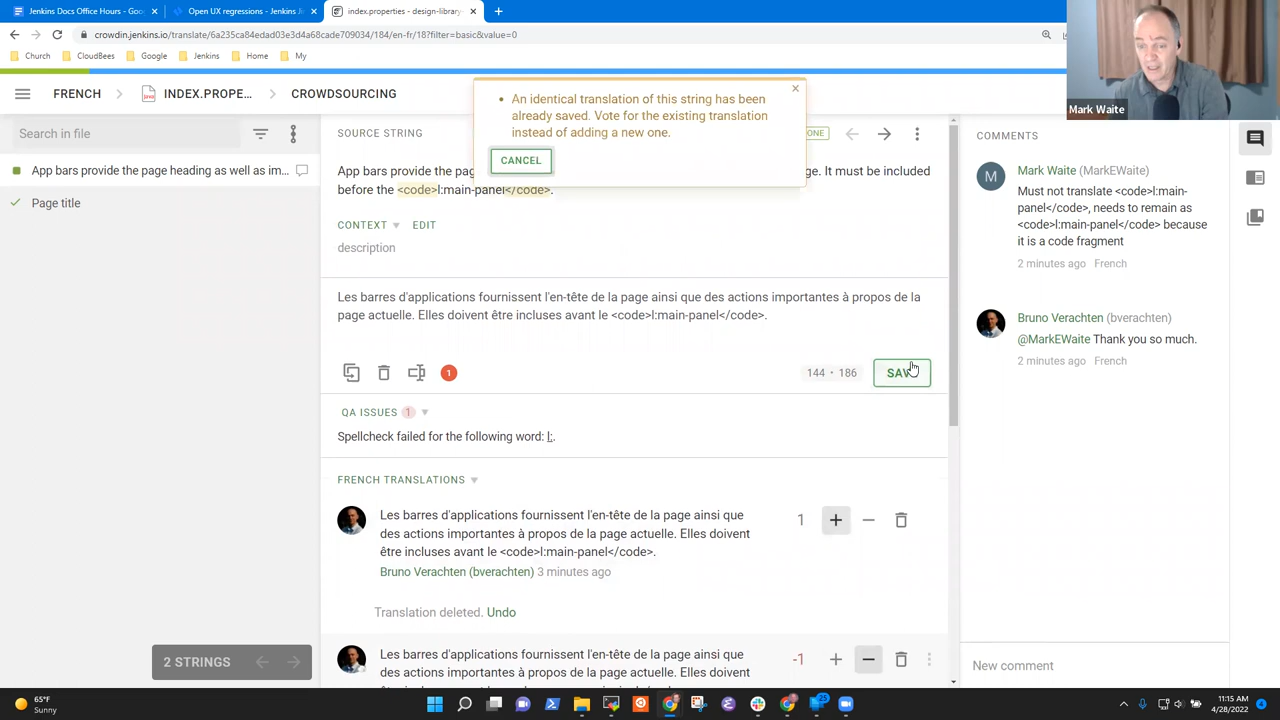 Jenkins Docs Office Hours - Goo
Open UX regressions - Jenkins Ji
index.properties - design-library
crowdin.jenkins.io/translate/6a235ca84edad03e3d4a68cade709034/184/en-fr/18?filter=basic&value=0
Church
CloudBees
Google
Jenkins
Home
My
Mark Waite
FRENCH
INDEX.PROPE...
CROWDSOURCING
An identical translation of this string has been
already saved. Vote for the existing translation
instead of adding a new one.
CANCEL
Search in file
App bars provide the page heading as well as im...
Page title
SOURCE STRING
ONE
App bars provide the pag
ge. It must be included
before the <code>l:main-panel</code>.
CONTEXT
EDIT
description
Les barres d'applications fournissent l'en-tête de la page ainsi que des actions importantes à propos de la
page actuelle. Elles doivent être incluses avant le <code>l:main-panel</code>.
1
144 • 186
SAV
QA ISSUES 1
Spellcheck failed for the following word: l:.
FRENCH TRANSLATIONS
Les barres d'applications fournissent l'en-tête de la page ainsi que
des actions importantes à propos de la page actuelle. Elles doivent
être incluses avant le <code>l:main-panel</code>.
1
Bruno Verachten (bverachten) 3 minutes ago
Translation deleted. Undo
Les barres d'applications fournissent l'en-tête de la page ainsi que
-1
des actions importantes à propos de la page actuelle. Elles doivent
2 STRINGS
COMMENTS
M
Mark Waite (MarkEWaite)
Must not translate <code>l:main-
panel</code>, needs to remain as
<code>l:main-panel</code> because
it is a code fragment
2 minutes ago French
Bruno Verachten (bverachten)
@MarkEWaite Thank you so much.
2 minutes ago French
New comment
65°F
Sunny
25
11:15 AM
4/28/2022